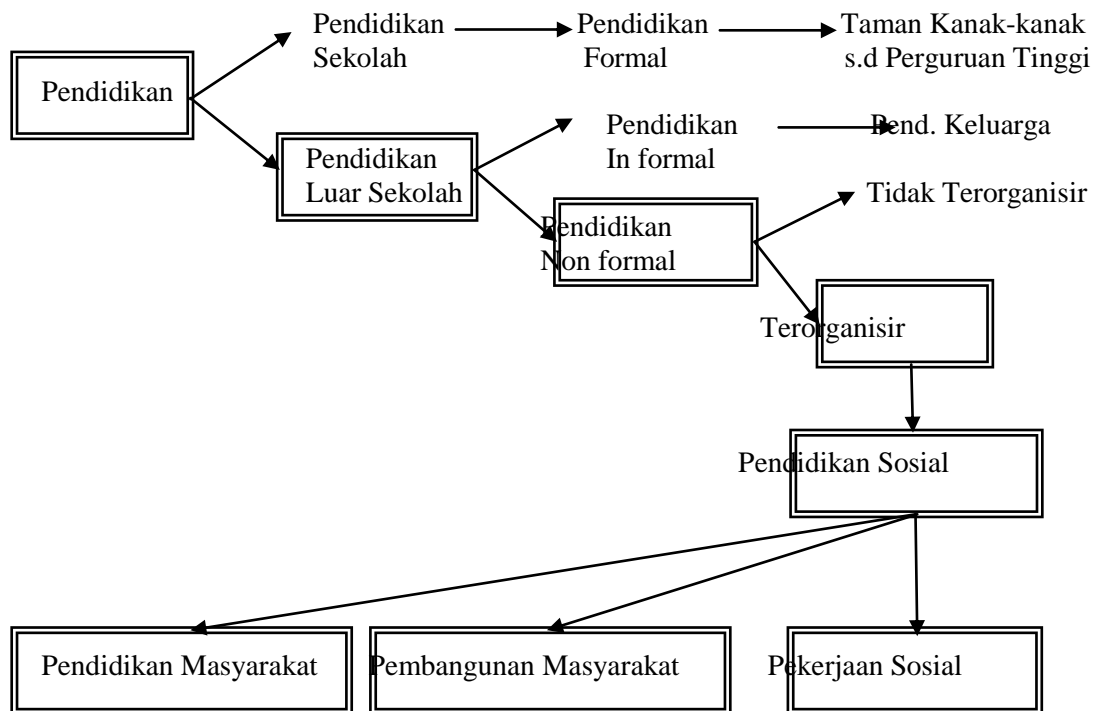 Pendidikan
Sekolah
Pendidikan
Formal
Taman Kanak-kanak
s.d Perguruan Tinggi
Pendidikan
Pendidikan
Luar Sekolah
Pendidikan
In formal
Pend. Keluarga
Pendidikan
Non formal
Tidak Terorganisir
Terorganisir
Pendidikan Sosial
Pendidikan Masyarakat
Pembangunan Masyarakat
Pekerjaan Sosial